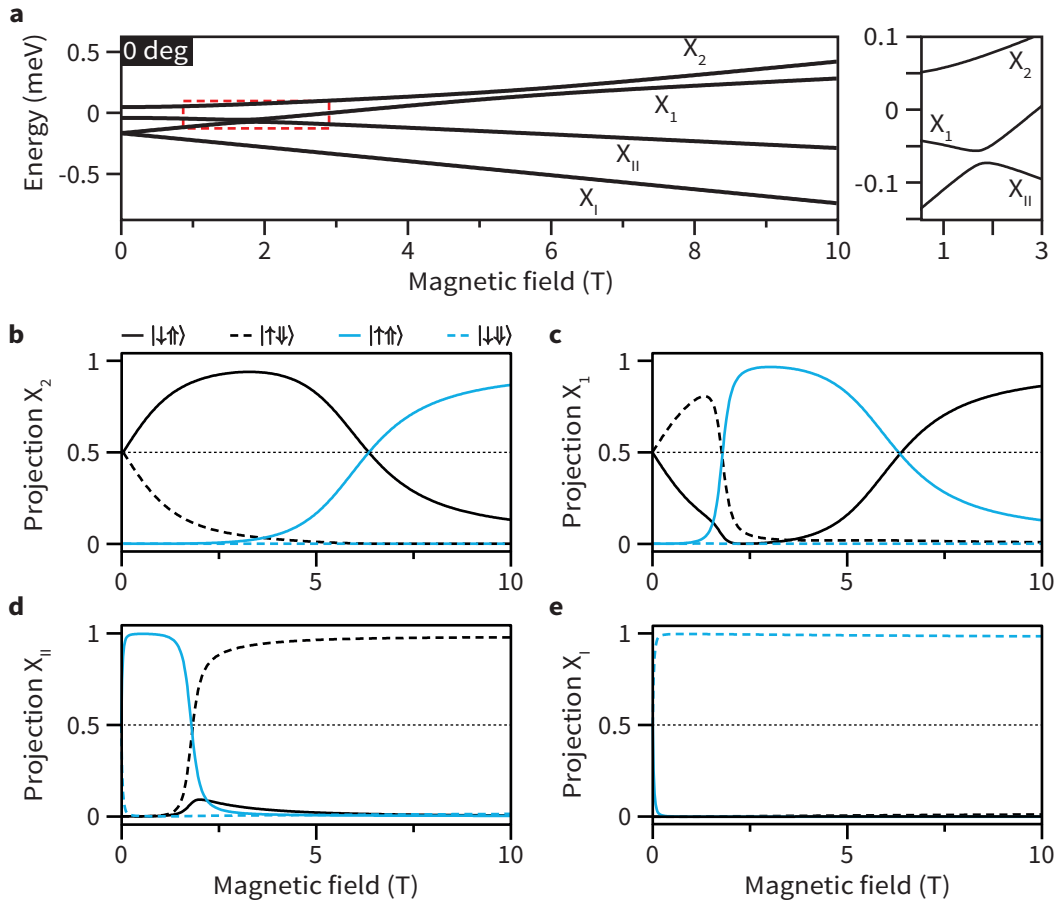 a
0 deg
Energy (meV)
0.5
0
-0.5
X2
X1
XII
XI
0 2 4 6 8 10
Magnetic field (T)
0.1
0
-0.1
X2
X1
XII
1 3
b
|↓⇑⟩ |↑⇓⟩ |↑⇑⟩ |↓⇓⟩
Projection X2
1
0.5
0
0 5 10
c
Projection X1
1
0.5
0
0 5 10
d
Projection XII
1
0.5
0
0 5 10
Magnetic field (T)
e
Projection XI
1
0.5
0
0 5 10
Magnetic field (T)